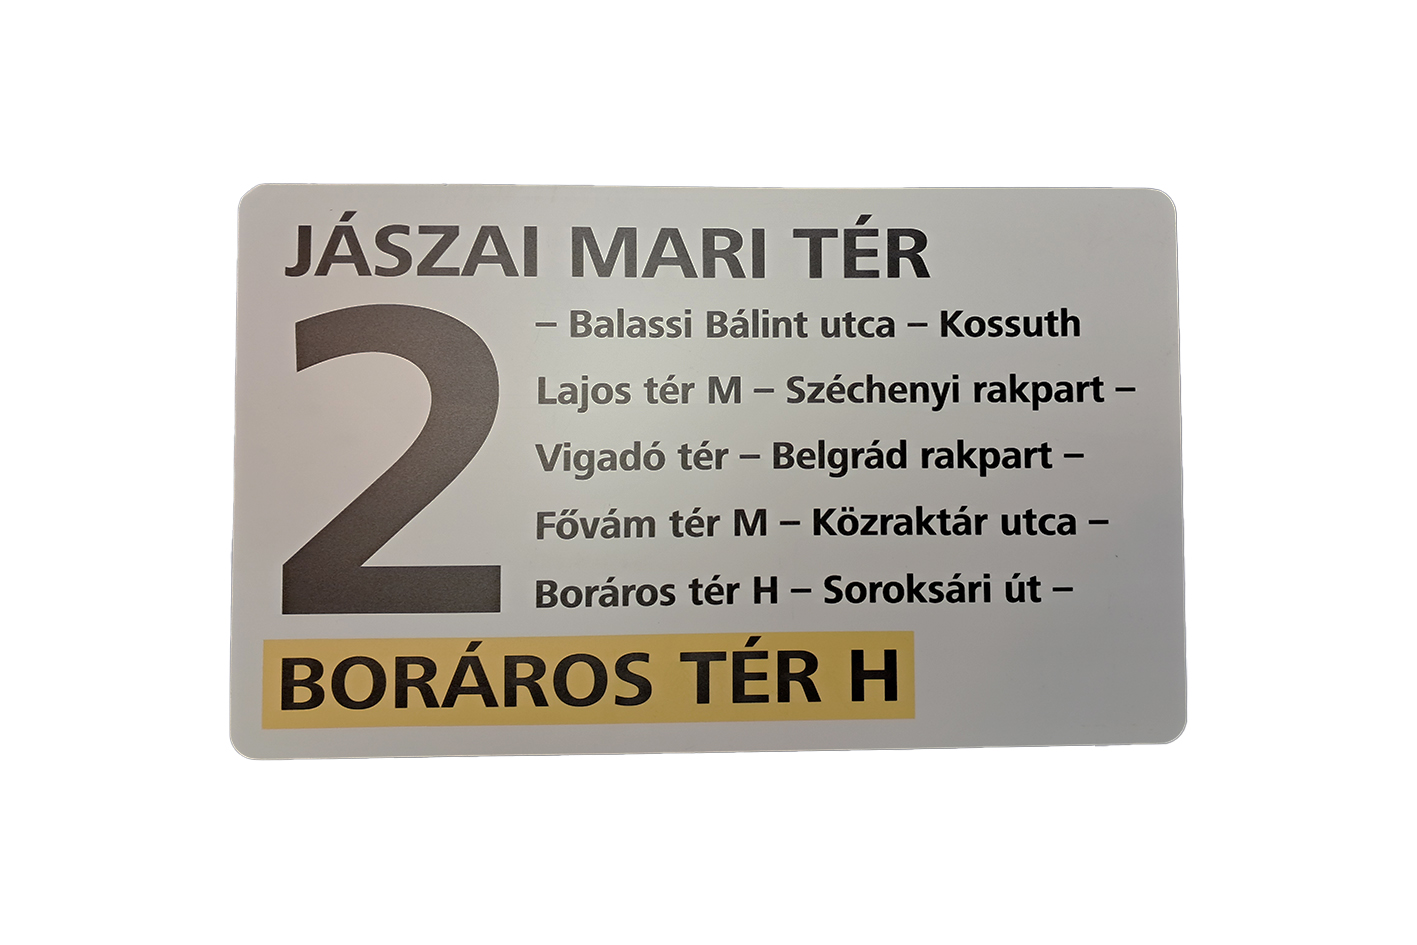 JÁSZAI MARI TÉR
2
– Balassi Bálint utca – Kossuth
Lajos tér M – Széchenyi rakpart –
Vigadó tér – Belgrád rakpart –
Fővám tér M – Közraktár utca –
Boráros tér H – Soroksári út –
BORÁROS TÉR H